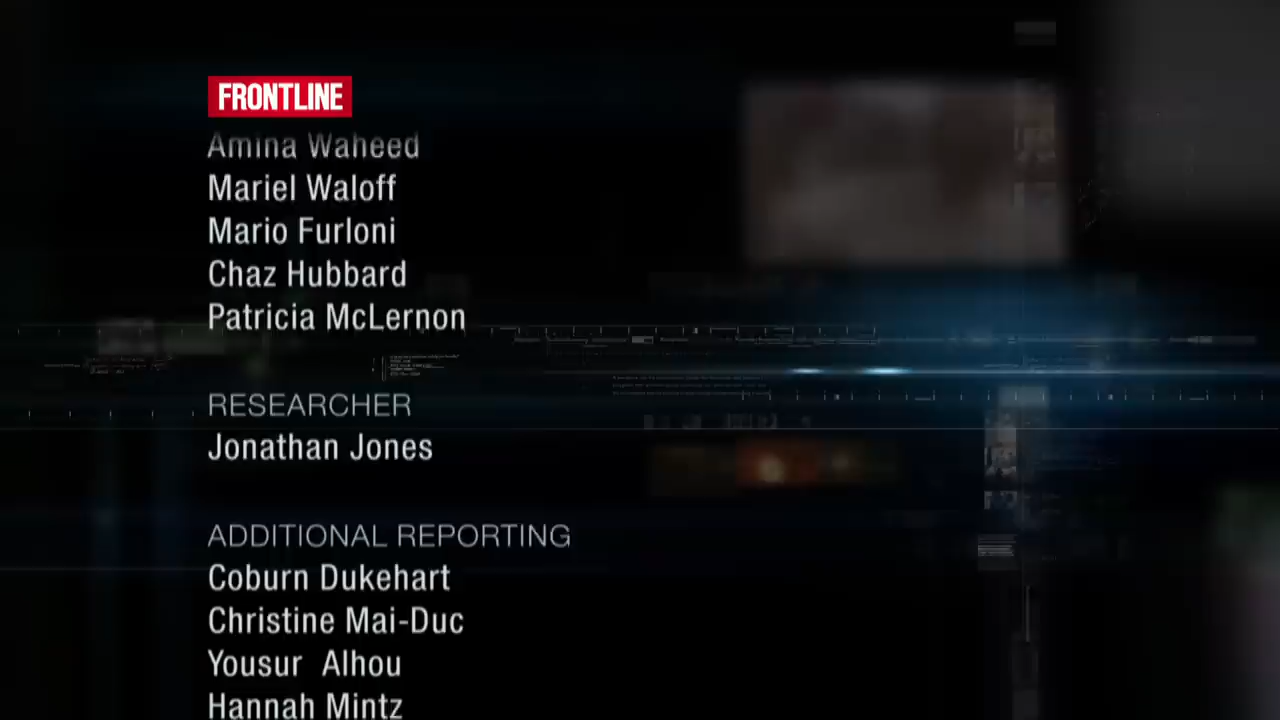 FRONTLINE
Amina Waheed
Mariel Waloff
Mario Furloni
Chaz Hubbard
Patricia McLernon
RESEARCHER
Jonathan Jones
ADDITIONAL REPORTING
Coburn Dukehart
Christine Mai-Duc
Yousur Alhou
Hannah Mintz